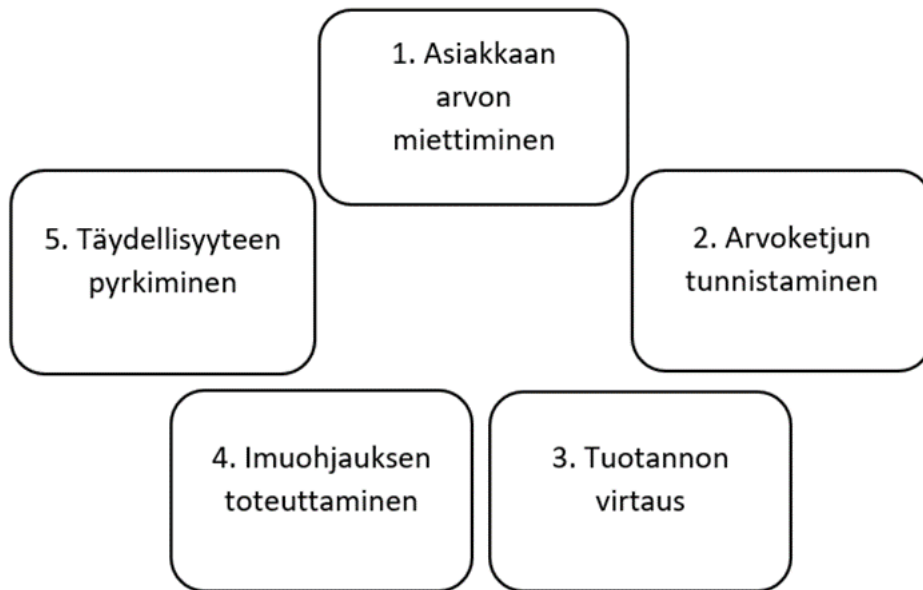 1. Asiakkaan
arvon
miettiminen
2. Arvoketjun
tunnistaminen
3. Tuotannon
virtaus
4. Imuohjauksen
toteuttaminen
5. Täydellisyyteen
pyrkiminen